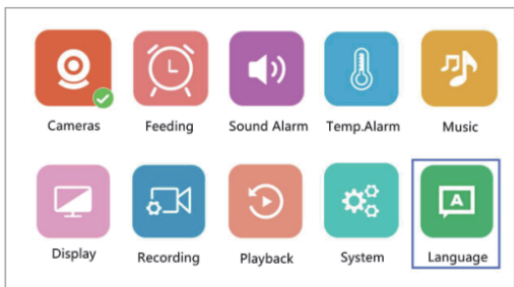 Cameras Feeding Sound Alarm Temp.Alarm Music
A
Display Recording Playback System Language